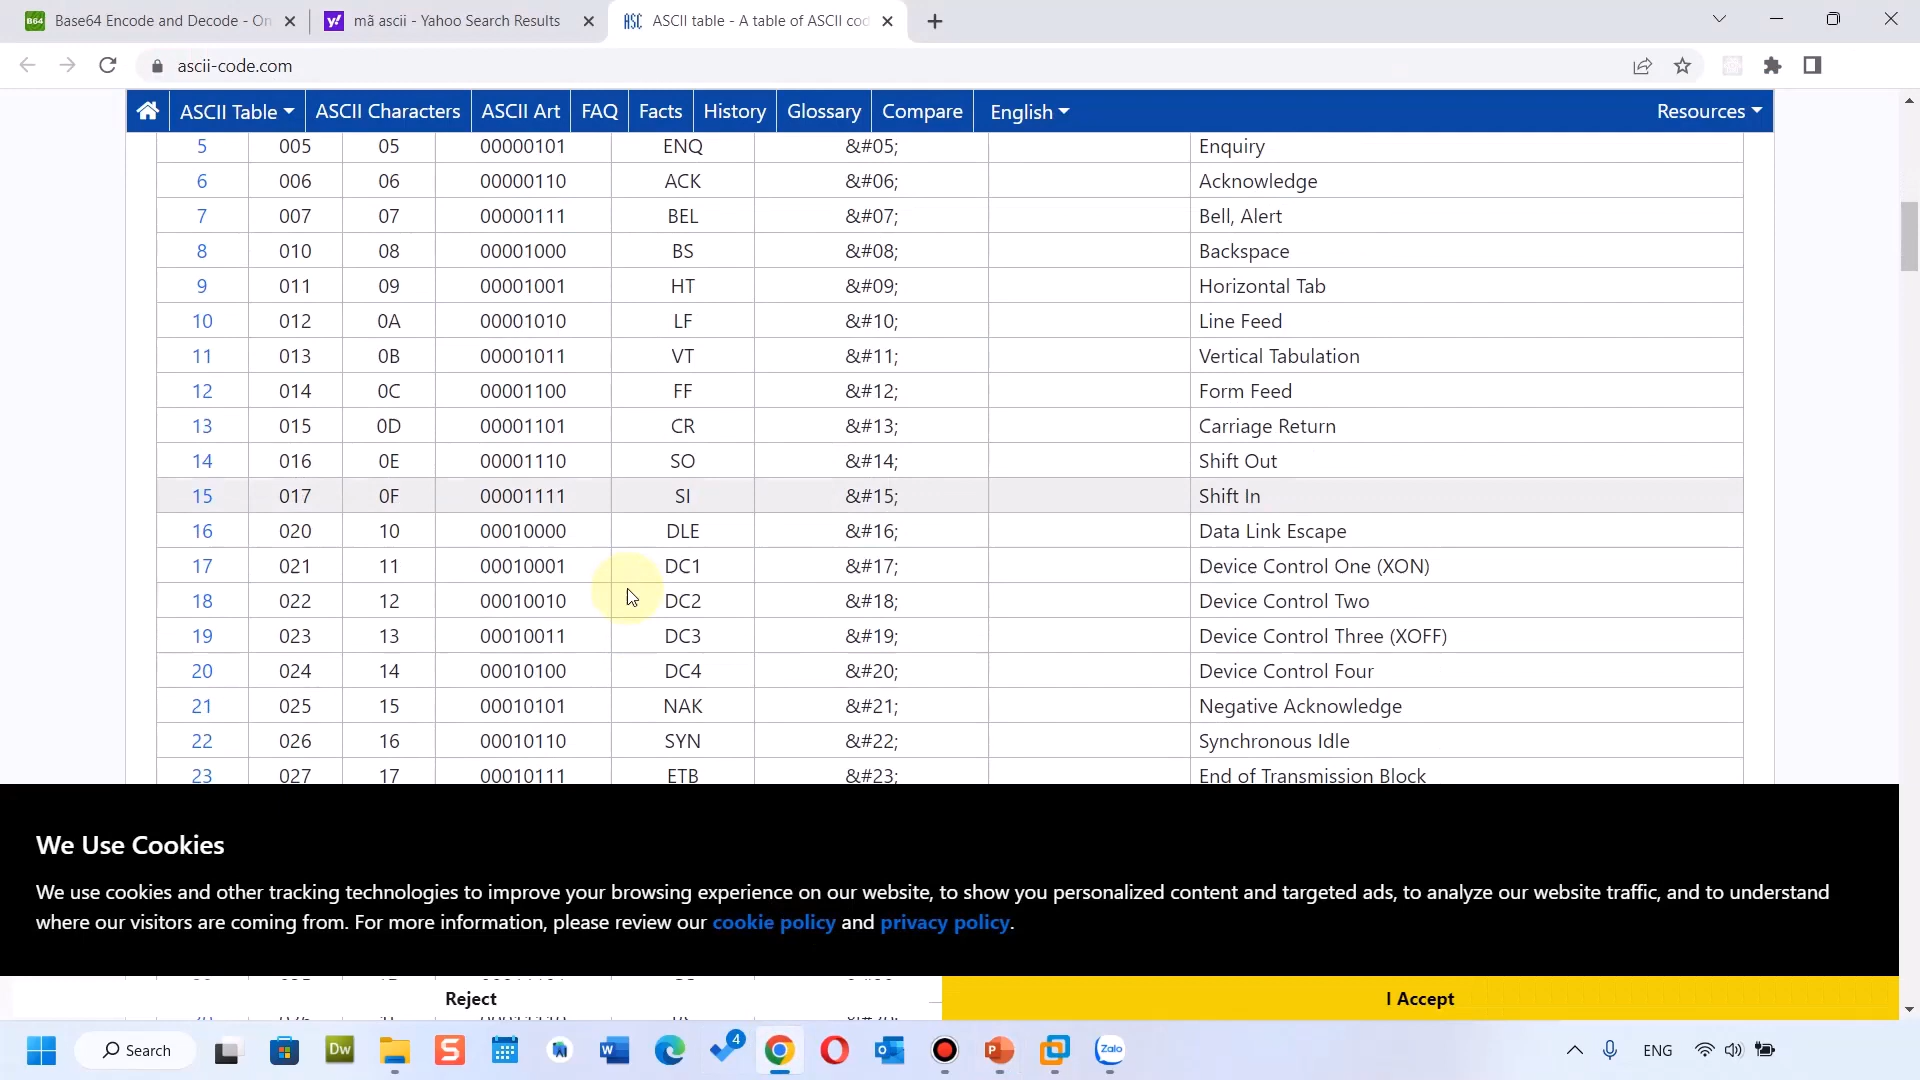 Base64 Encode and Decode - On
mã ascii - Yahoo Search Results
ASC
ASCII table - A table of ASCII cod
ascii-code.com
ASCII Table
ASCII Characters
ASCII Art
FAQ
Facts
History
Glossary
Compare
English
Resources
5 005 05 00000101 ENQ &#05; Enquiry
6 006 06 00000110 ACK &#06; Acknowledge
7 007 07 00000111 BEL &#07; Bell, Alert
8 010 08 00001000 BS &#08; Backspace
9 011 09 00001001 HT &#09; Horizontal Tab
10 012 0A 00001010 LF &#10; Line Feed
11 013 0B 00001011 VT &#11; Vertical Tabulation
12 014 0C 00001100 FF &#12; Form Feed
13 015 0D 00001101 CR &#13; Carriage Return
14 016 0E 00001110 SO &#14; Shift Out
15 017 0F 00001111 SI &#15; Shift In
16 020 10 00010000 DLE &#16; Data Link Escape
17 021 11 00010001 DC1 &#17; Device Control One (XON)
18 022 12 00010010 DC2 &#18; Device Control Two
19 023 13 00010011 DC3 &#19; Device Control Three (XOFF)
20 024 14 00010100 DC4 &#20; Device Control Four
21 025 15 00010101 NAK &#21; Negative Acknowledge
22 026 16 00010110 SYN &#22; Synchronous Idle
23 027 17 00010111 ETB &#23; End of Transmission Block
We Use Cookies
We use cookies and other tracking technologies to improve your browsing experience on our website, to show you personalized content and targeted ads, to analyze our website traffic, and to understand
where our visitors are coming from. For more information, please review our cookie policy and privacy policy.
Reject
I Accept
Search
Dw
4
Zalo
ENG